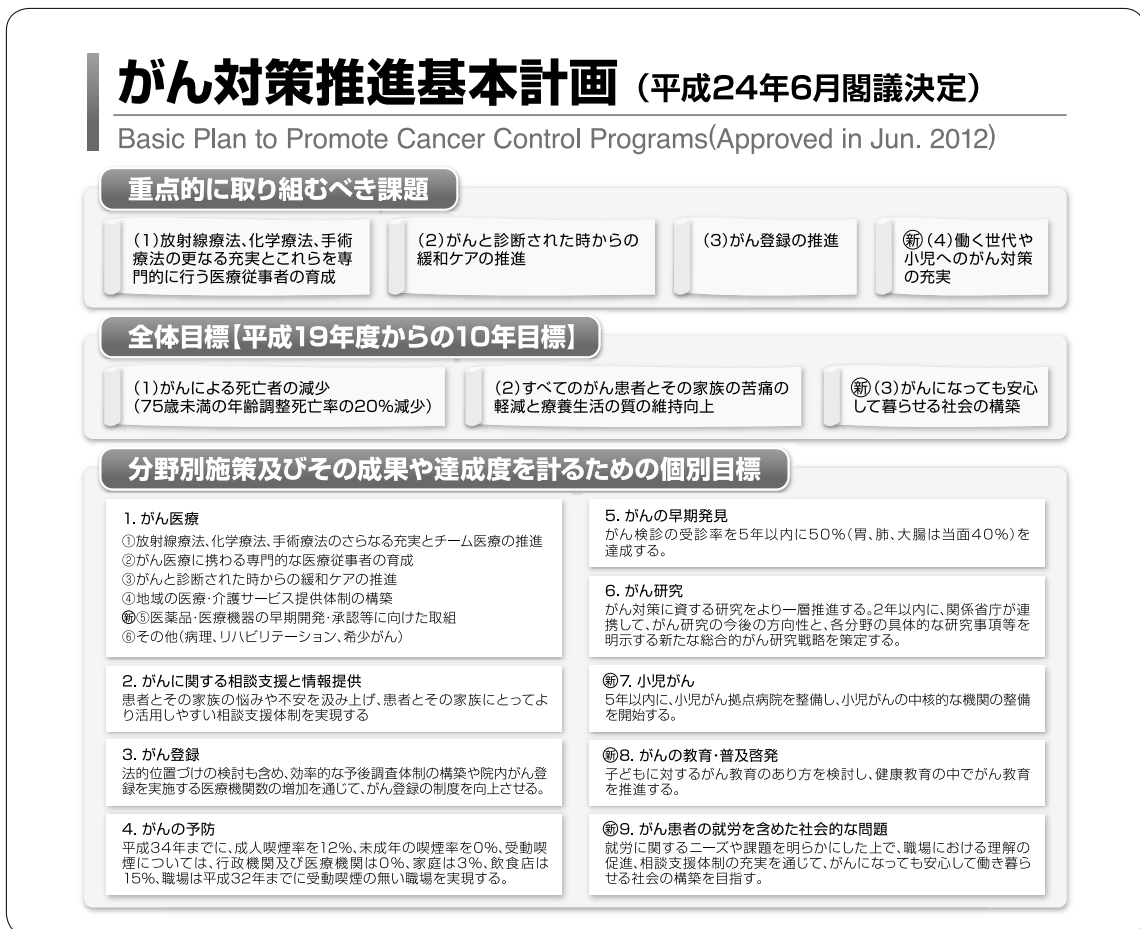 がん対策推進基本計画（平成24年6月閣議決定）
Basic Plan to Promote Cancer Control Programs(Approved in Jun. 2012)
重点的に取り組むべき課題
(1)放射線療法、化学療法、手術
療法の更なる充実とこれらを専
門的に行う医療従事者の育成
(2)がんと診断された時からの
緩和ケアの推進
(3)がん登録の推進
㊟(4)働く世代や
小児へのがん対策
の充実
全体目標【平成19年度からの10年目標】
(1)がんによる死亡者の減少
(75歳未満の年齢調整死亡率の20%減少)
(2)すべてのがん患者とその家族の苦痛の
軽減と療養生活の質の維持向上
新(3)がんになっても安心
して暮らせる社会の構築
分野別施策及びその成果や達成度を計るための個別目標
1. がん医療
①放射線療法、化学療法、手術療法のさらなる充実とチーム医療の推進
②がん医療に携わる専門的な医療従事者の育成
③がんと診断された時からの緩和ケアの推進
④地域の医療・介護サービス提供体制の構築
新⑤医薬品・医療機器の早期開発・承認等に向けた取組
⑥その他(病理、リハビリテーション、希少がん)
2. がんに関する相談支援と情報提供
患者とその家族の悩みや不安を汲み上げ、患者とその家族にとってよ
り活用しやすい相談支援体制を実現する
3. がん登録
法的位置づけの検討も含め、効率的な予後調査体制の構築や院内がん登
録を実施する医療機関数の増加を通じて、がん登録の制度を向上させる。
4. がんの予防
平成34年までに、成人喫煙率を12%、未成年の喫煙率を0%、受動喫
煙については、行政機関及び医療機関は0%、家庭は3%、飲食店は
15%、職場は平成32年までに受動喫煙の無い職場を実現する。
5. がんの早期発見
がん検診の受診率を5年以内に50%(胃、肺、大腸は当面40%)を
達成する。
6. がん研究
がん対策に資する研究をより一層推進する。2年以内に、関係省庁が連
携して、がん研究の今後の方向性と、各分野の具体的な研究事項等を
明示する新たな総合的がん研究戦略を策定する。
新7. 小児がん
5年以内に、小児がん拠点病院を整備し、小児がんの中核的な機関の整備
を開始する。
新8. がんの教育・普及啓発
子どもに対するがん教育のあり方を検討し、健康教育の中でがん教育
を推進する。
新9. がん患者の就労を含めた社会的な問題
就労に関するニーズや課題を明らかにした上で、職場における理解の
促進、相談支援体制の充実を通じて、がんになっても安心して働き暮ら
せる社会の構築を目指す。